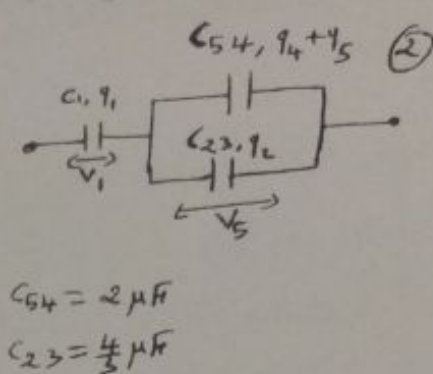 C54, q4+q5 ②
C1, q1
C23, q2
V1
V5
C54 = 2 μF
C23 = 4/3 μF